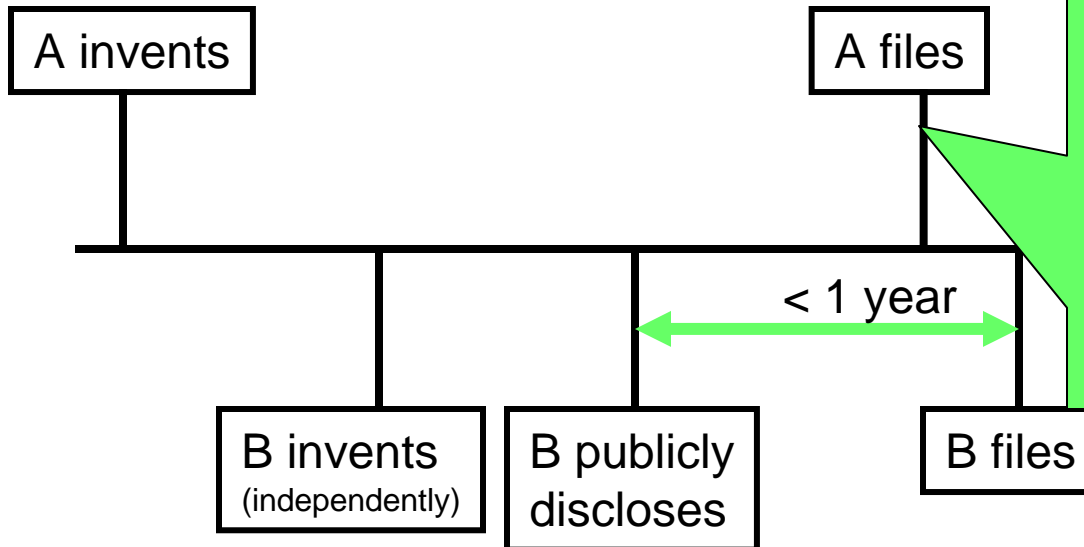 A invents
A files
< 1 year
B invents
(independently)
B publicly
discloses
B files